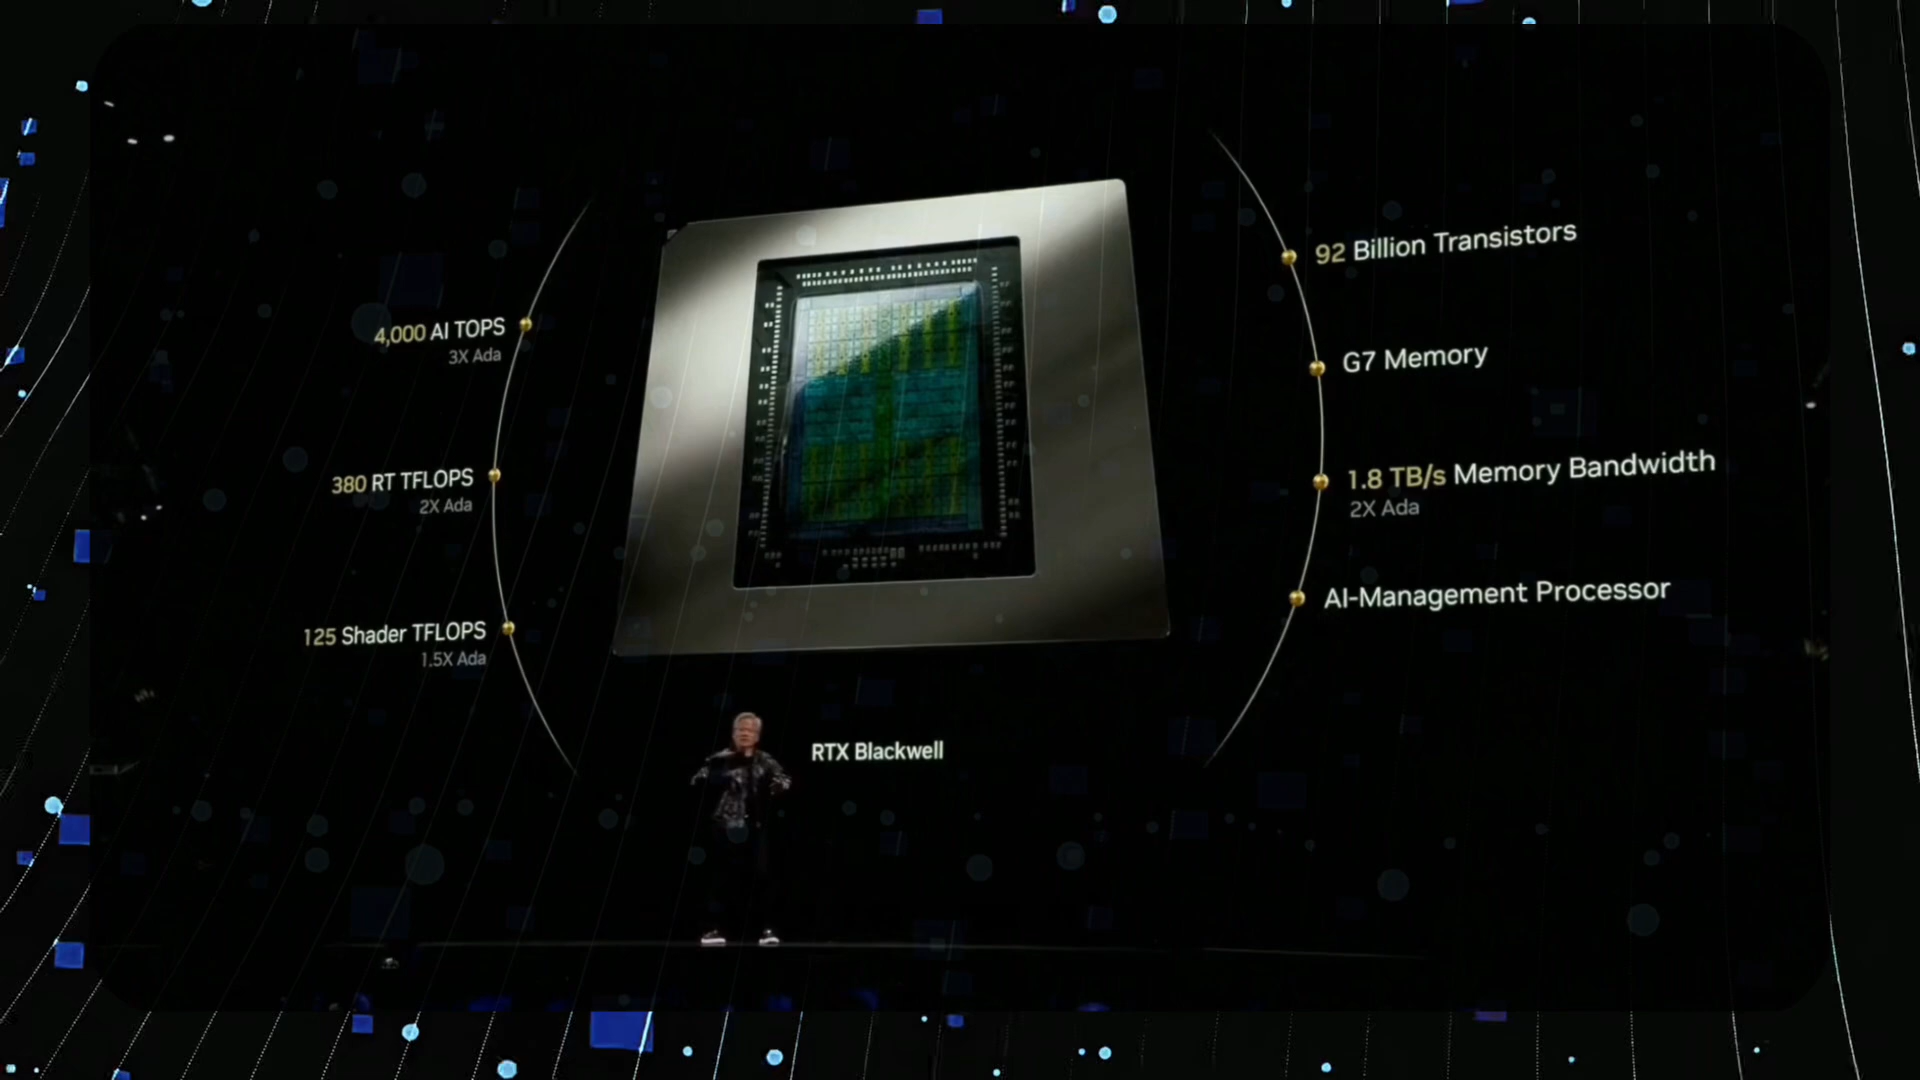 4,000 AI TOPS
3X Ada
380 RT TFLOPS
2X Ada
125 Shader TFLOPS
1.5X Ada
92 Billion Transistors
G7 Memory
1.8 TB/s Memory Bandwidth
2X Ada
AI-Management Processor
RTX Blackwell